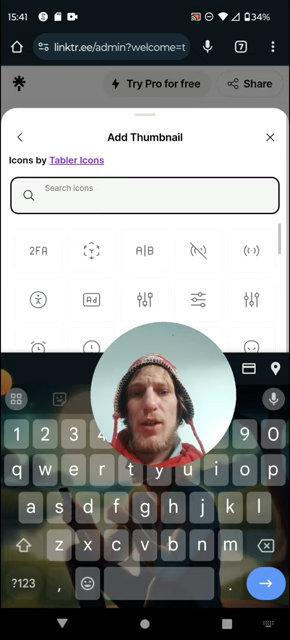 15:41
34%
linktr.ee/admin?welcome=t
7
Try Pro for free
Share
Add Thumbnail
Icons by Tabler Icons
Search icons
2FA
A|B
Ad
1 2 3 4 9 0
q w e r t y u i o p
a s d f g h j k l
z x c v b n m
?123 , .